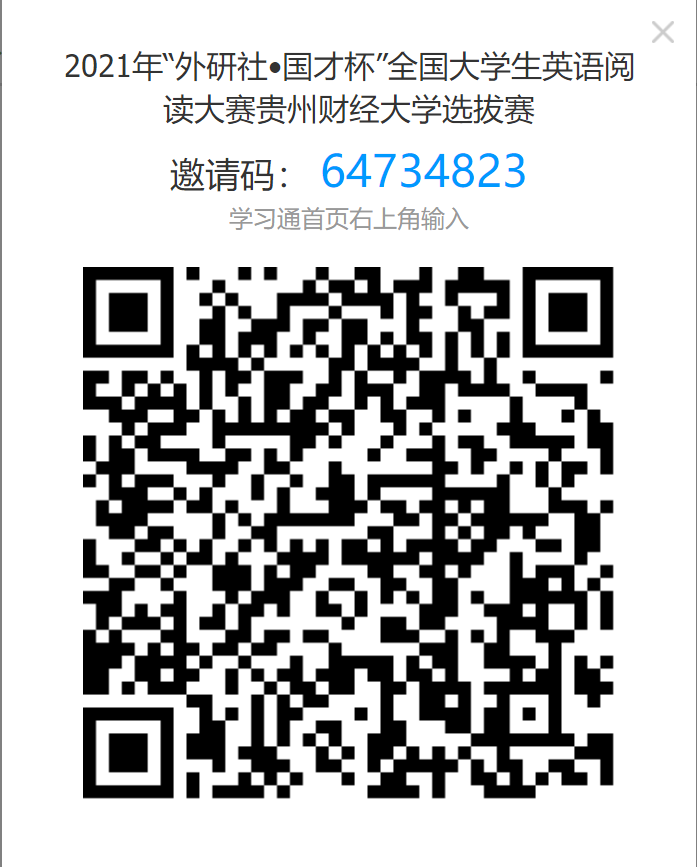 2021年“外研社•国才杯”全国大学生英语阅
读大赛贵州财经大学选拔赛
邀请码： 64734823
学习通首页右上角输入